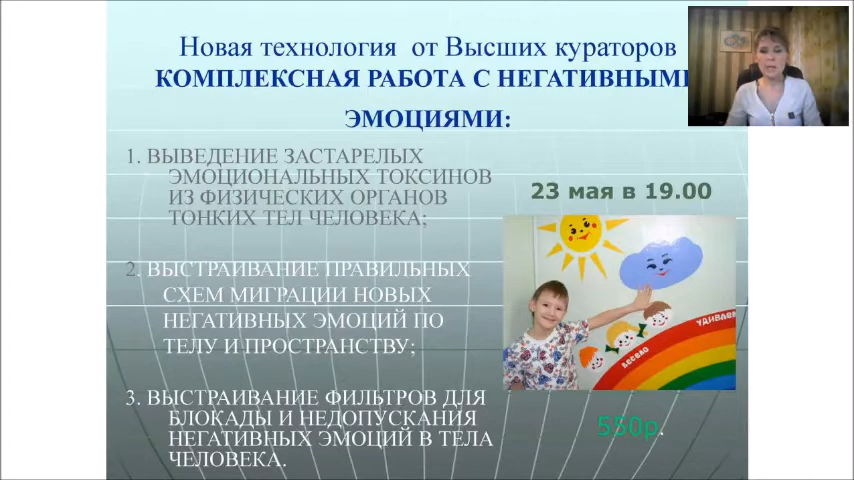 Новая технология от Высших кураторов
КОМПЛЕКСНАЯ РАБОТА С НЕГАТИВНЫМИ
ЭМОЦИЯМИ:
1. ВЫВЕДЕНИЕ ЗАСТАРЕЛЫХ
ЭМОЦИОНАЛЬНЫХ ТОКСИНОВ
ИЗ ФИЗИЧЕСКИХ ОРГАНОВ
ТОНКИХ ТЕЛ ЧЕЛОВЕКА;
2. ВЫСТРАИВАНИЕ ПРАВИЛЬНЫХ
СХЕМ МИГРАЦИИ НОВЫХ
НЕГАТИВНЫХ ЭМОЦИЙ ПО
ТЕЛУ И ПРОСТРАНСТВУ;
3. ВЫСТРАИВАНИЕ ФИЛЬТРОВ ДЛЯ
БЛОКАДЫ И НЕДОПУСКАНИЯ
НЕГАТИВНЫХ ЭМОЦИЙ В ТЕЛА
ЧЕЛОВЕКА.
23 мая в 19.00
весело
550р.